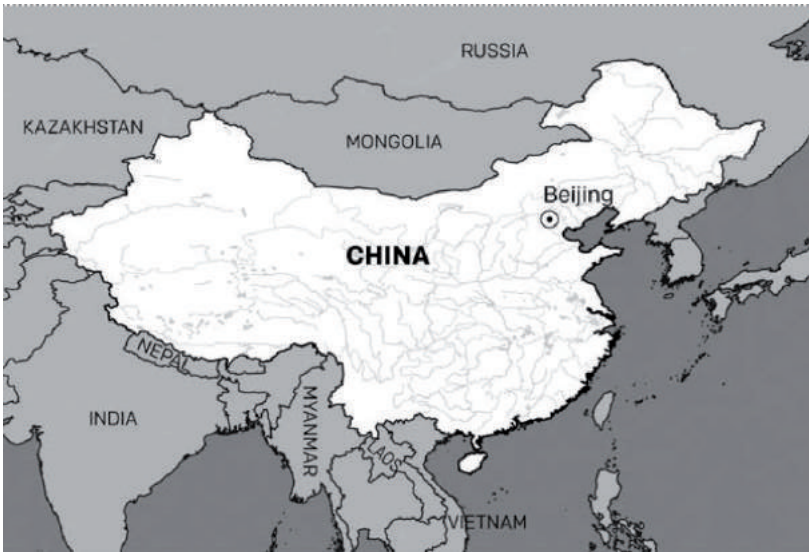 RUSSIA
KAZAKHSTAN
MONGOLIA
Beijing
CHINA
NEPAL
INDIA
MYANMAR
LAOS
VIETNAM